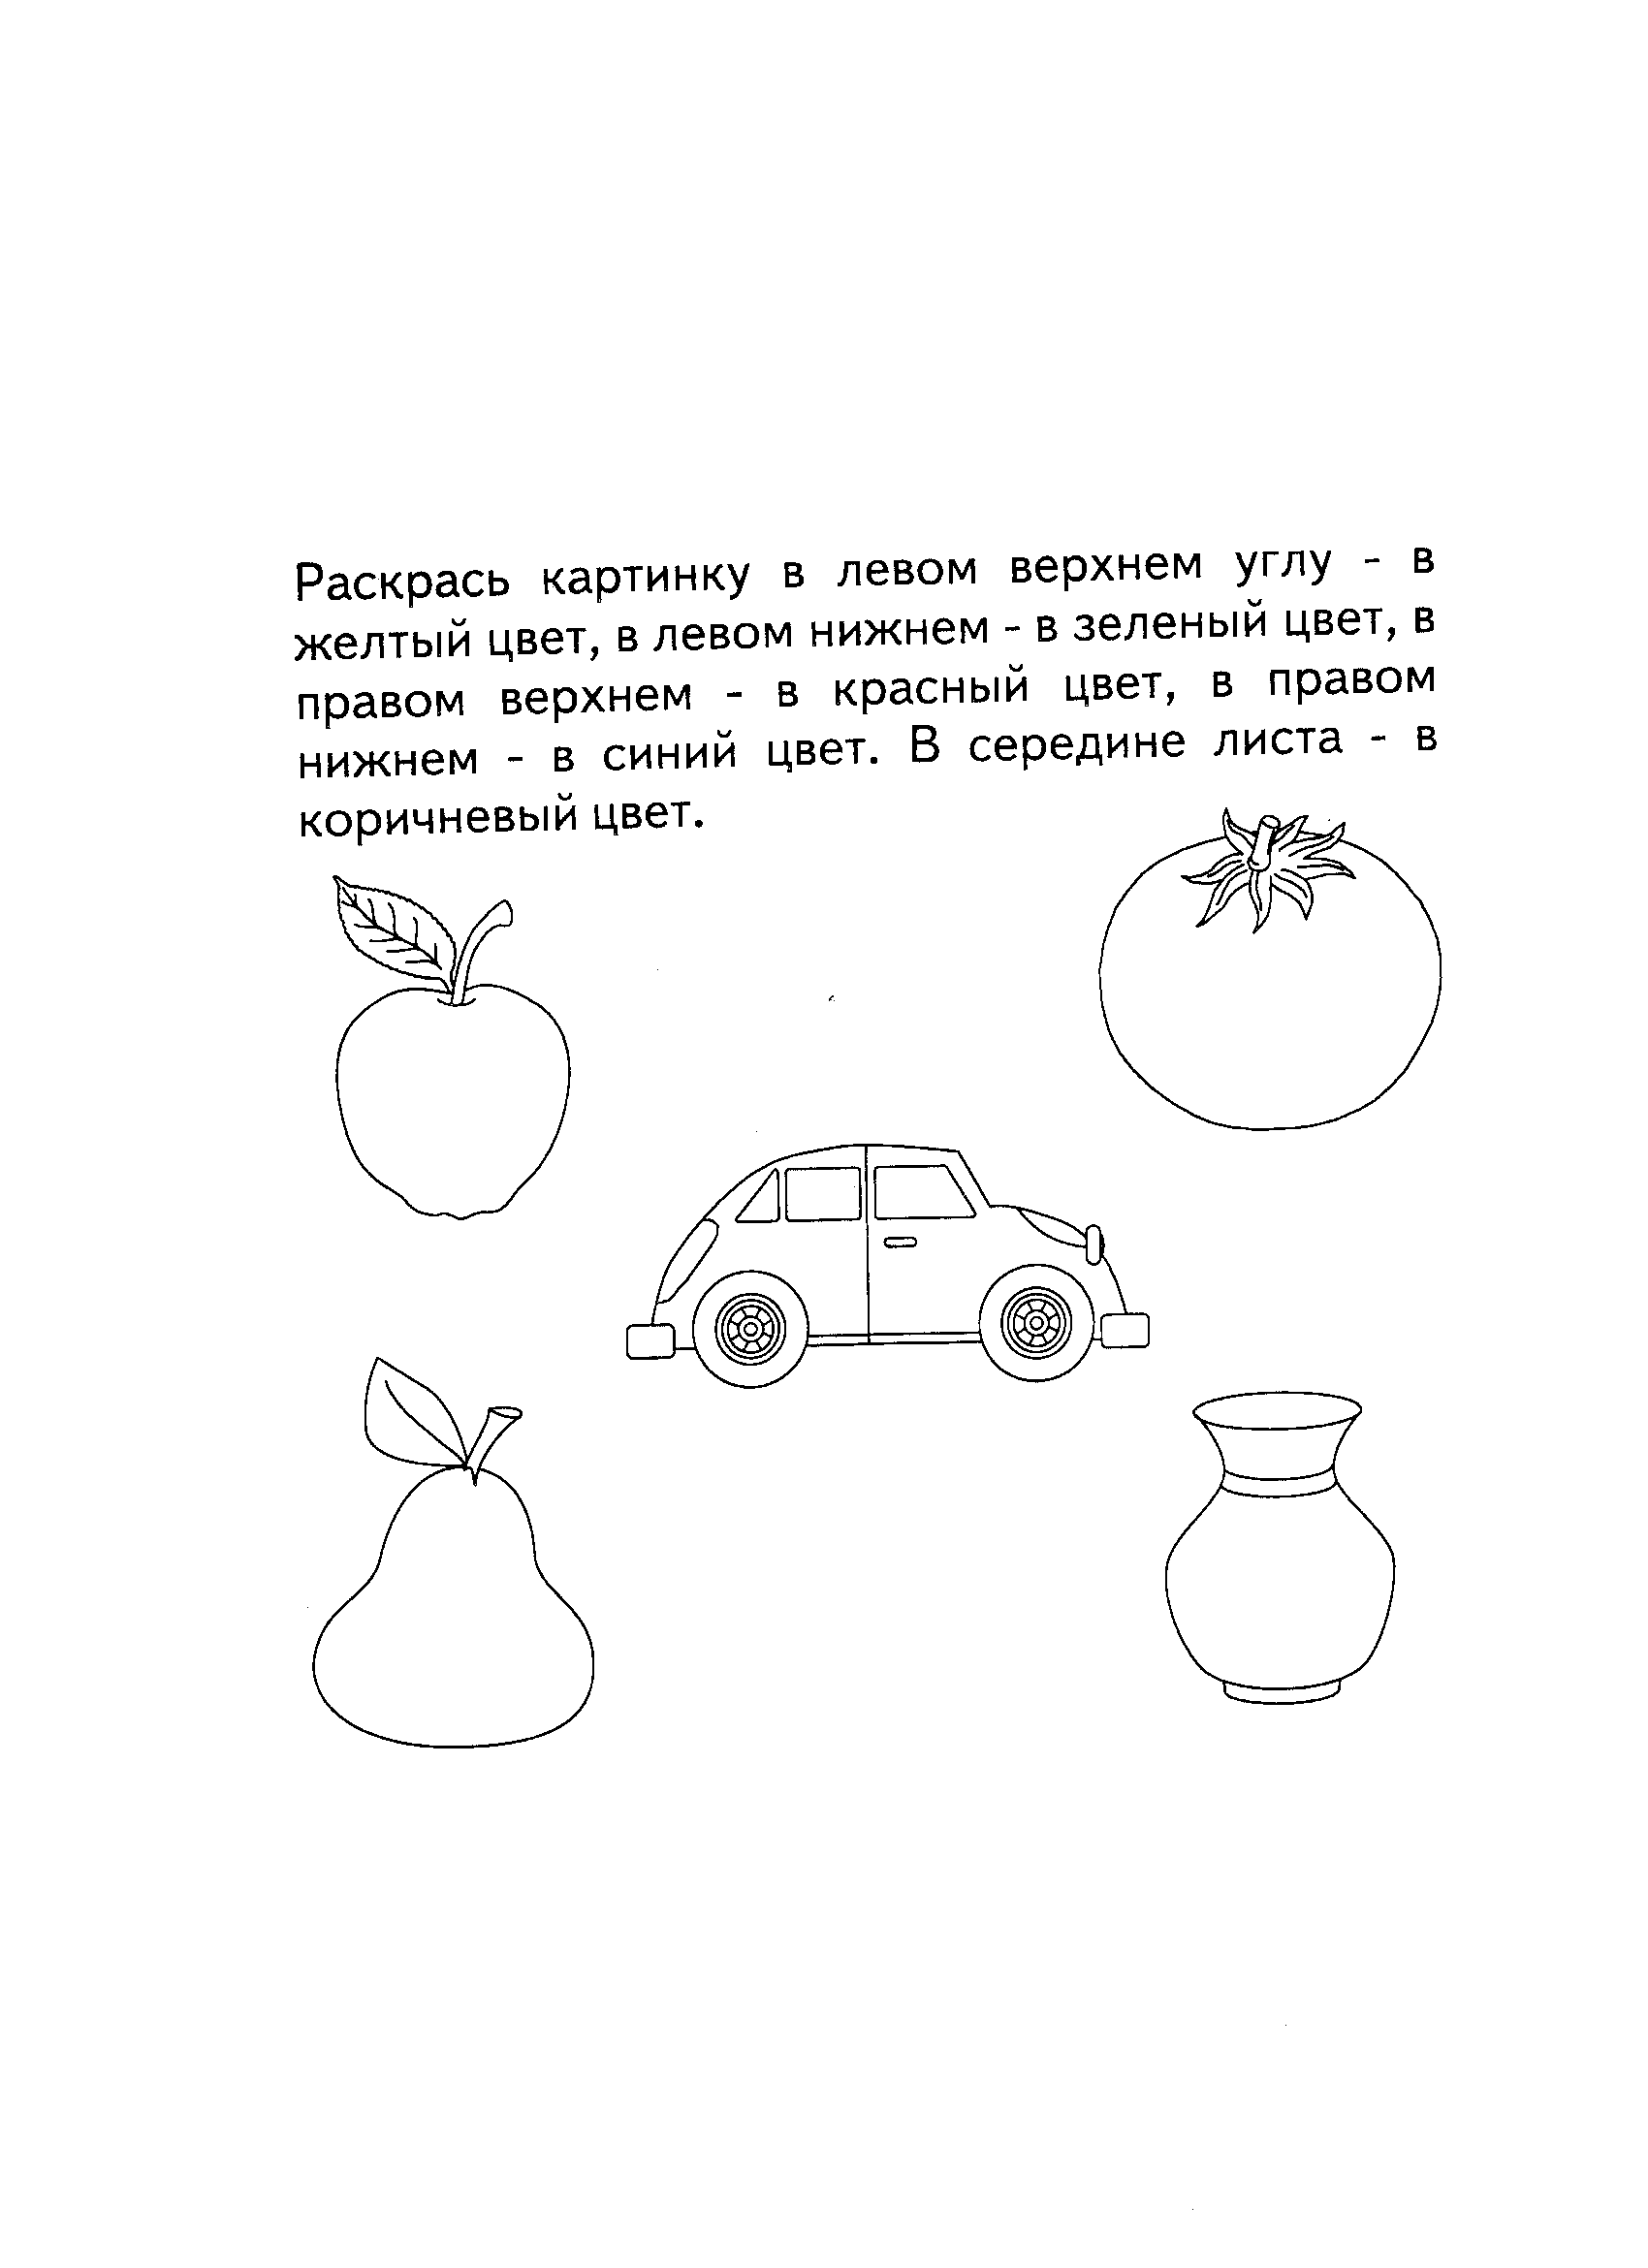 Раскрась картинку в левом верхнем углу - в
желтый цвет, в левом нижнем - в зеленый цвет, в
правом верхнем - в красный цвет, в правом
нижнем - в синий цвет. В середине листа - в
коричневый цвет.